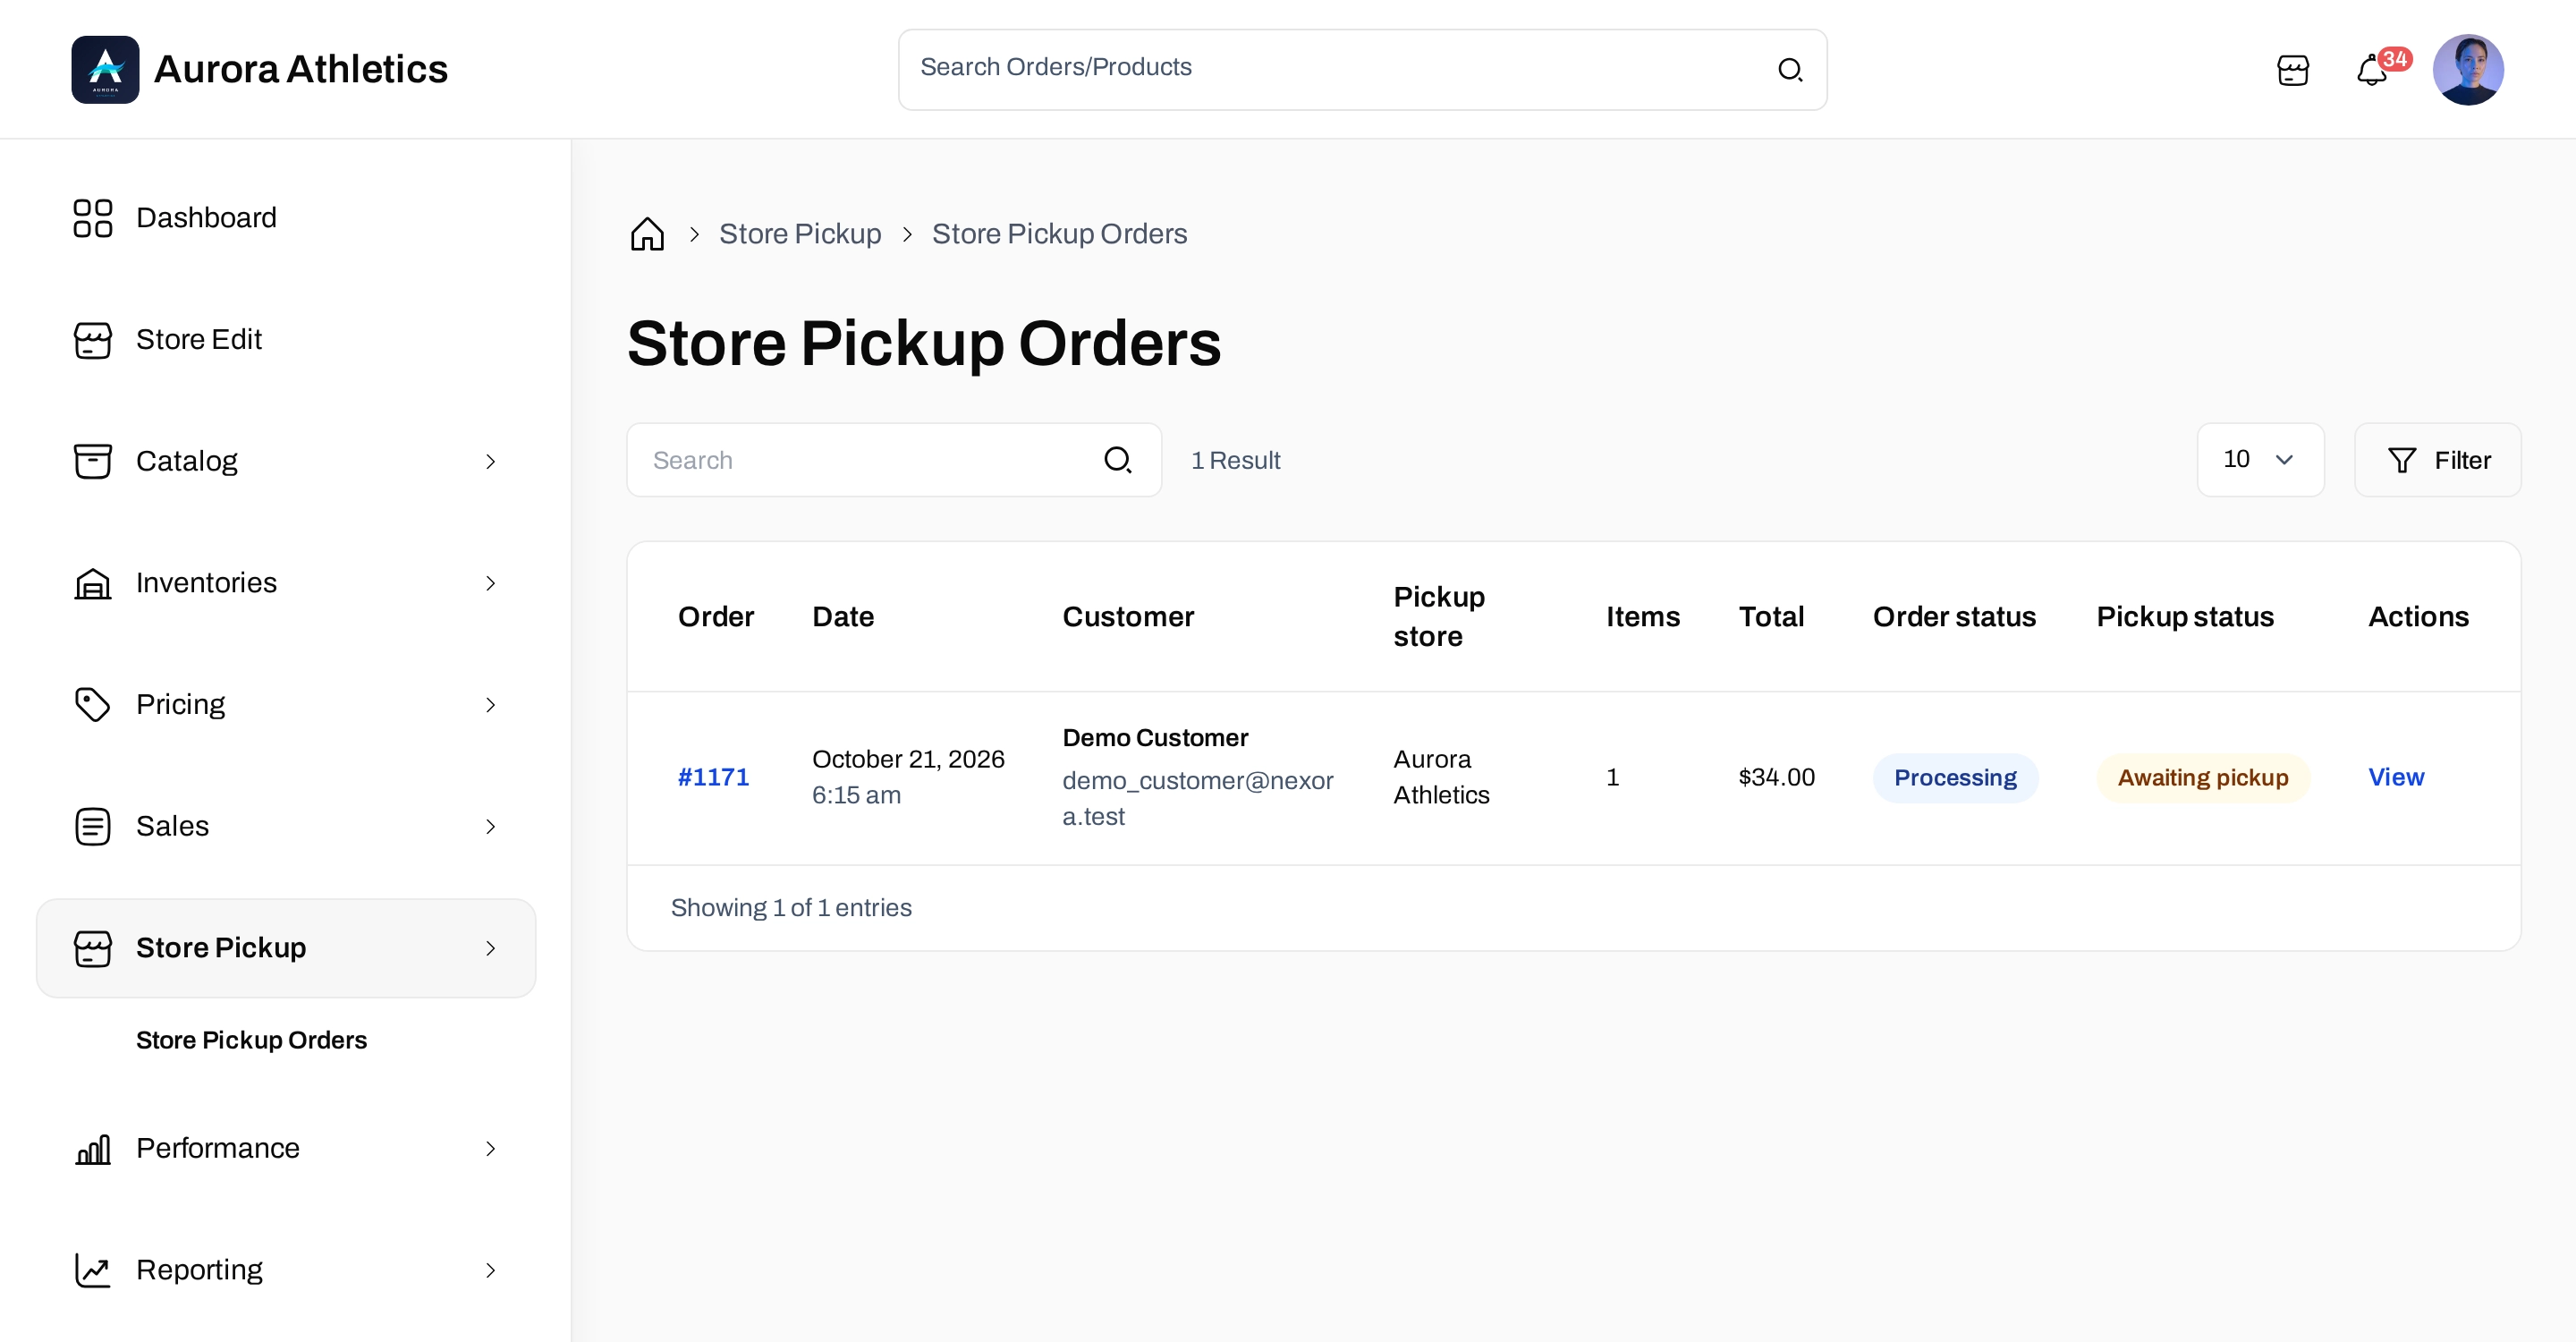 AURORA
Aurora Athletics
Search Orders/Products
34
Dashboard
Store Edit
Catalog
Inventories
Pricing
Sales
Store Pickup
Store Pickup Orders
Performance
Reporting
Store Pickup
Store Pickup Orders
Store Pickup Orders
Search
1 Result
10
Filter
Order
Date
Customer
Pickup
store
Items
Total
Order status
Pickup status
Actions
#1171
October 21, 2026
6:15 am
Demo Customer
demo_customer@nexor
a.test
Aurora
Athletics
1
$34.00
Processing
Awaiting pickup
View
Showing 1 of 1 entries